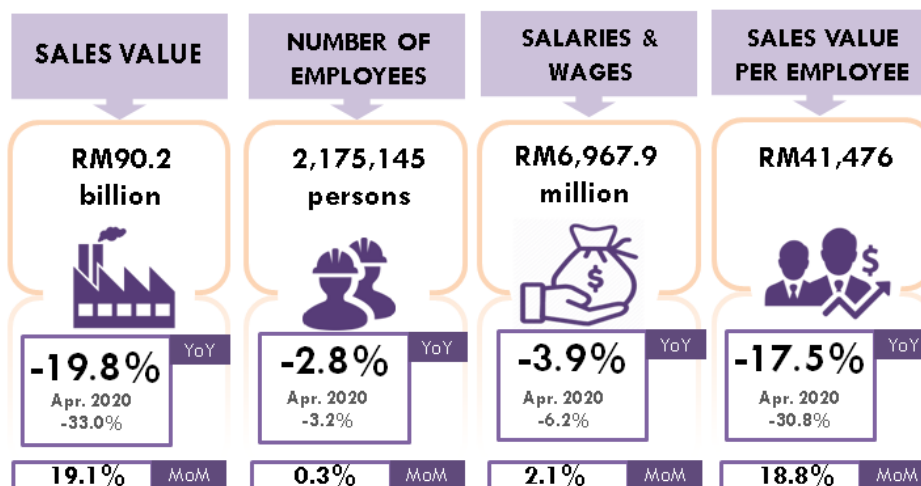 SALES VALUE
RM90.2
billion
-19.8%
YoY
Apr. 2020
-33.0%
19.1%
MoM
NUMBER OF
EMPLOYEES
2,175,145
persons
-2.8%
YoY
Apr. 2020
-3.2%
0.3%
MoM
SALARIES &
WAGES
RM6,967.9
million
$
-3.9%
YoY
Apr. 2020
-6.2%
2.1%
MoM
SALES VALUE
PER EMPLOYEE
RM41,476
$
-17.5%
YoY
Apr. 2020
-30.8%
18.8%
MoM